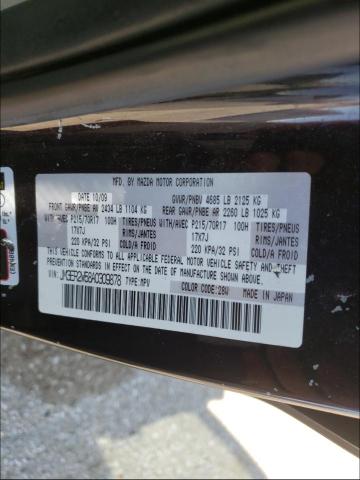 MFD. BY MAZDA MOTOR CORPORATION
DATE 10/09 GVWR/PNBV 4685 LB 2125 KG
FRONT GAWR/PNBE AV 2434 LB 1104 KG REAR GAWR/PNBE AR 2260 LB 1025 KG
WITH/AVEC P215/70R17 100H TIRES/PNEUS WITH/AVEC P215/70R17 100H TIRES/PNEUS
17X7J RIMS/JANTES 17X7J RIMS/JANTES
220 KPA/32 PSI COLD/A FROID 220 KPA/32 PSI COLD/A FROID
THIS VEHICLE CONFORMS TO ALL APPLICABLE FEDERAL MOTOR VEHICLE SAFETY AND THEFT
PREVENTION STANDARDS IN EFFECT ON THE DATE OF MANUFACTURE SHOWN ABOVE.
VIN: TYPE:MPV COLOR CODE:28W MADE IN JAPAN